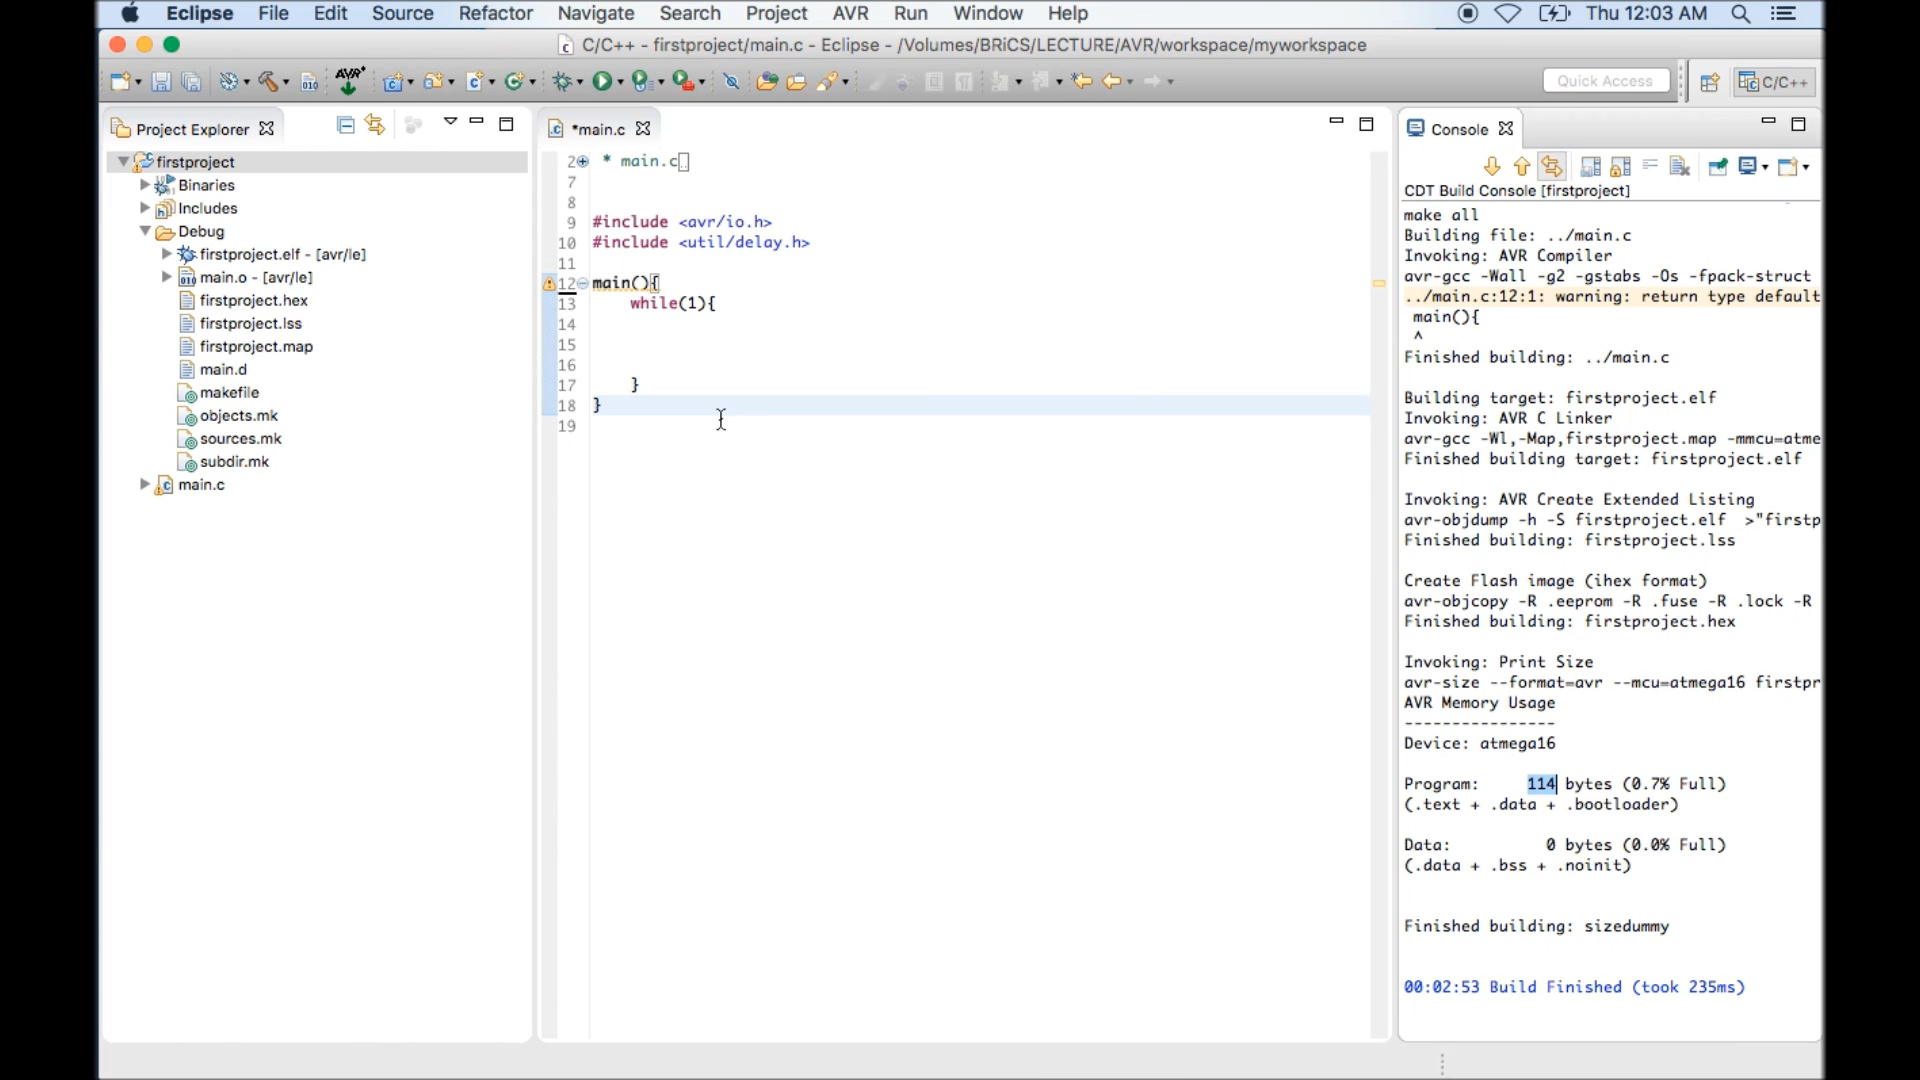 Eclipse File Edit Source Refactor Navigate Search Project AVR Run Window Help Thu 12:03 AM
C/C++ - firstproject/main.c - Eclipse - /Volumes/BRiCS/LECTURE/AVR/workspace/myworkspace
AVR Quick Access C/C++
Project Explorer
firstproject
Binaries
Includes
Debug
firstproject.elf - [avr/le]
main.o - [avr/le]
firstproject.hex
firstproject.lss
firstproject.map
main.d
makefile
objects.mk
sources.mk
subdir.mk
main.c
*main.c
2 * main.c
7
8
9 #include <avr/io.h>
10 #include <util/delay.h>
11
12 main(){
13 while(1){
14
15
16
17 }
18 }
19
Console
CDT Build Console [firstproject]
make all
Building file: ../main.c
Invoking: AVR Compiler
avr-gcc -Wall -g2 -gstabs -Os -fpack-struct
../main.c:12:1: warning: return type default
main(){
^
Finished building: ../main.c
Building target: firstproject.elf
Invoking: AVR C Linker
avr-gcc -Wl,-Map,firstproject.map -mmcu=atme
Finished building target: firstproject.elf
Invoking: AVR Create Extended Listing
avr-objdump -h -S firstproject.elf >"firstp
Finished building: firstproject.lss
Create Flash image (ihex format)
avr-objcopy -R .eeprom -R .fuse -R .lock -R
Finished building: firstproject.hex
Invoking: Print Size
avr-size --format=avr --mcu=atmega16 firstpr
AVR Memory Usage
----------------
Device: atmega16
Program: 114 bytes (0.7% Full)
(.text + .data + .bootloader)
Data: 0 bytes (0.0% Full)
(.data + .bss + .noinit)
Finished building: sizedummy
00:02:53 Build Finished (took 235ms)